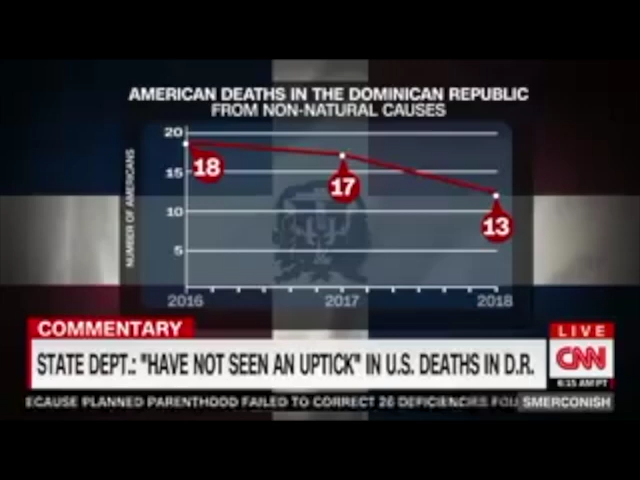 AMERICAN DEATHS IN THE DOMINICAN REPUBLIC
FROM NON-NATURAL CAUSES
NUMBER OF AMERICANS
20
15
10
5
18
17
13
2016
2017
2018
COMMENTARY
STATE DEPT.: "HAVE NOT SEEN AN UPTICK" IN U.S. DEATHS IN D.R.
LIVE
CNN
6:15 AM PT
ECAUSE PLANNED PARENTHOOD FAILED TO CORRECT 26 DEFICIENCIES FOU
SMERCONISH